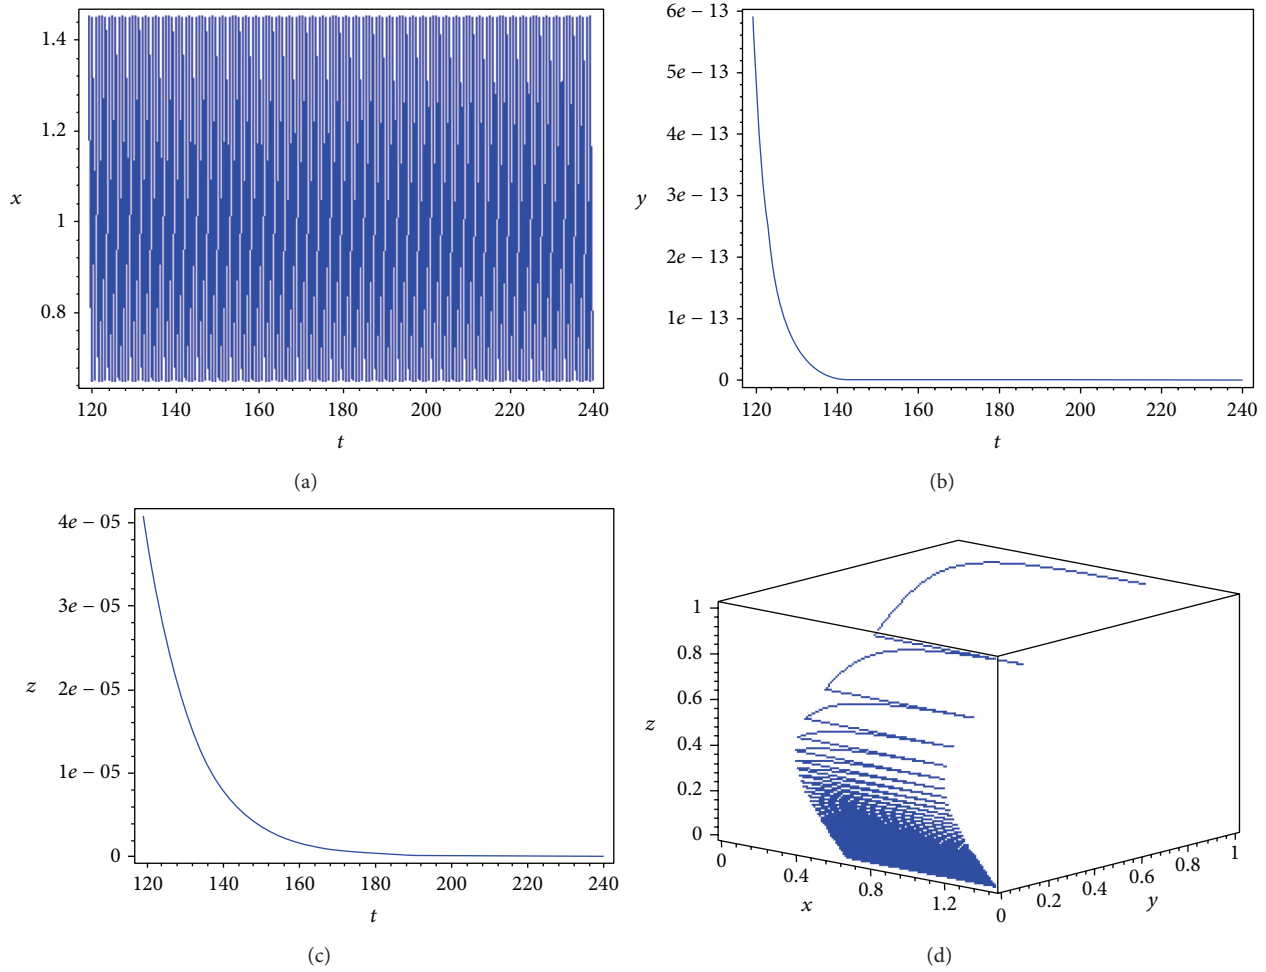 1.4
1.2
x
1
0.8
120 140 160 180 200 220 240
t
(a)
6e − 13
5e − 13
4e − 13
3e − 13
y
2e − 13
1e − 13
0
120 140 160 180 200 220 240
t
(b)
4e − 05
3e − 05
z
2e − 05
1e − 05
0
120 140 160 180 200 220 240
t
(c)
1
0.8
z
0.6
0.4
0.2
0
0 0.4 0.8 1.2
x
0 0.2 0.4 0.6 0.8 1
y
(d)